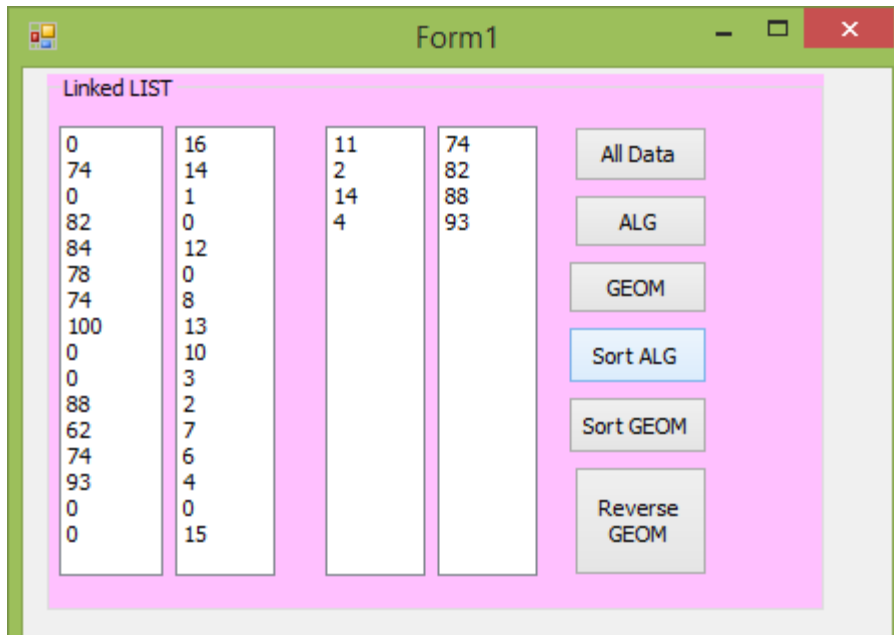 Form1
Linked LIST
0 16 11 74 All Data
74 14 2 82
0 1 14 88 ALG
82 0 4 93
84 12
78 0 GEOM
74 8
100 13
0 10 Sort ALG
0 3
88 2 Sort GEOM
62 7
74 6
93 4
0 0 Reverse
0 15 GEOM